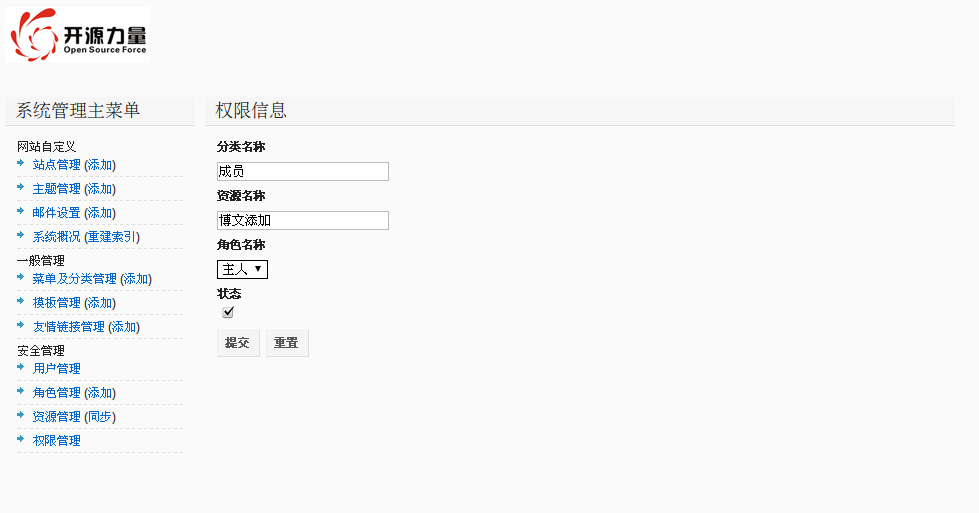 开源力量
Open Source Force
系统管理主菜单
网站自定义
站点管理 (添加)
主题管理 (添加)
邮件设置 (添加)
系统概况 (重建索引)
一般管理
菜单及分类管理 (添加)
模板管理 (添加)
友情链接管理 (添加)
安全管理
用户管理
角色管理 (添加)
资源管理 (同步)
权限管理
权限信息
分类名称
成员
资源名称
博文添加
角色名称
主人
状态
提交 重置